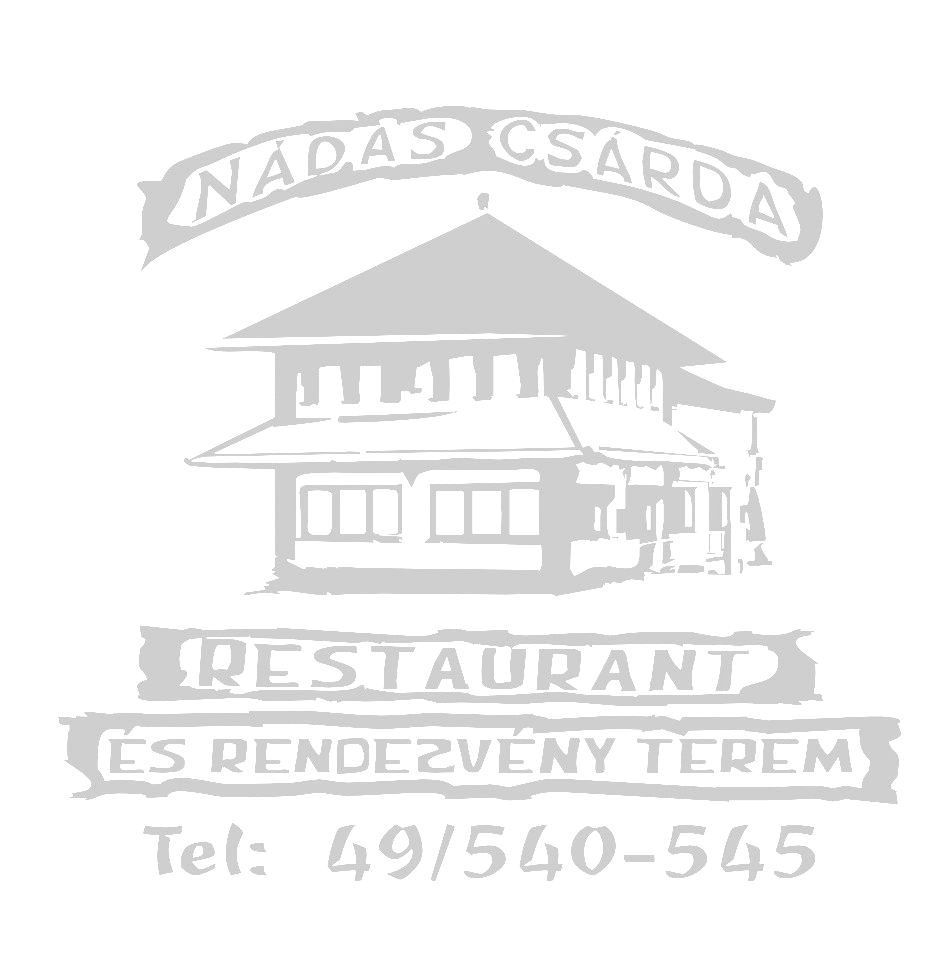 NÁDAS CSÁRDA
RESTAURANT
ÉS RENDEZVÉNY TEREM
Tel: 49/540-545